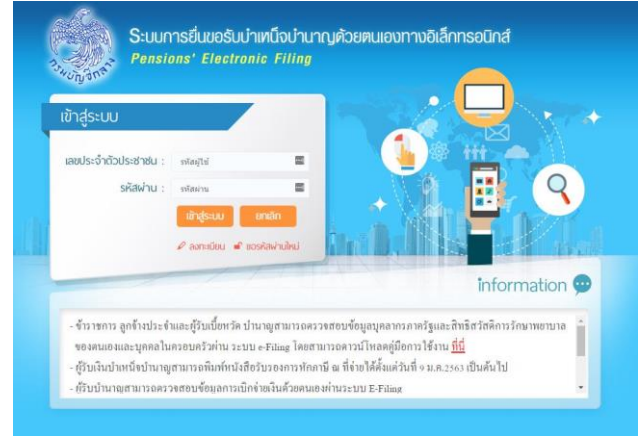 ระบบการยื่นขอรับบำเหน็จบำนาญด้วยตนเองทางอิเล็กทรอนิกส์
Pensions' Electronic Filing
กรมบัญชีกลาง
เข้าสู่ระบบ
เลขประจำตัวประชาชน : รหัสผู้ใช้
รหัสผ่าน : รหัสผ่าน
เข้าสู่ระบบ ยกเลิก
ลงทะเบียน ขอรหัสผ่านใหม่
information
- ข้าราชการ ลูกจ้างประจำและผู้รับเบี้ยหวัด บำนาญสามารถตรวจสอบข้อมูลบุคลากรภาครัฐและสิทธิสวัสดิการรักษาพยาบาล
ของตนเองและบุคคลในครอบครัวผ่าน ระบบ e-Filing โดยสามารถดาวน์โหลดคู่มือการใช้งาน ที่นี่
- ผู้รับเงินบำเหน็จบำนาญสามารถพิมพ์หนังสือรับรองการหักภาษี ณ ที่จ่ายได้ตั้งแต่วันที่ ๑ ม.ค.2563 เป็นต้นไป
- ผู้รับบำนาญสามารถตรวจสอบข้อมูลการเบิกจ่ายเงินด้วยตนเองผ่านระบบ E-Filing